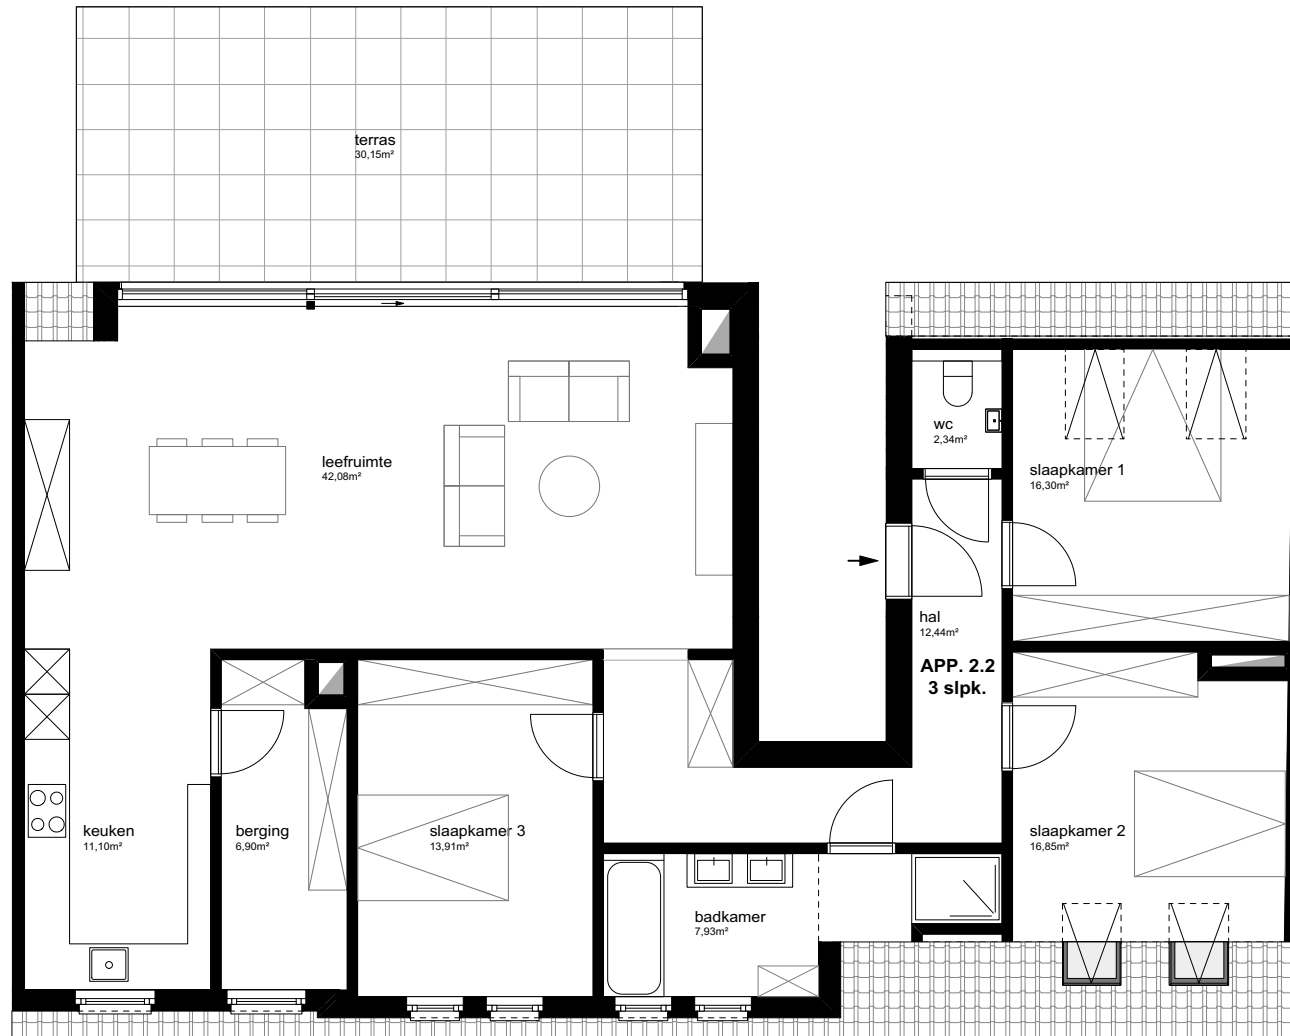 terras
30,15m²
leefruimte
42,08m²
wc
2,34m²
slaapkamer 1
16,30m²
hal
12,44m²
APP. 2.2
3 slpk.
keuken
11,10m²
berging
6,90m²
slaapkamer 3
13,91m²
slaapkamer 2
16,85m²
badkamer
7,93m²